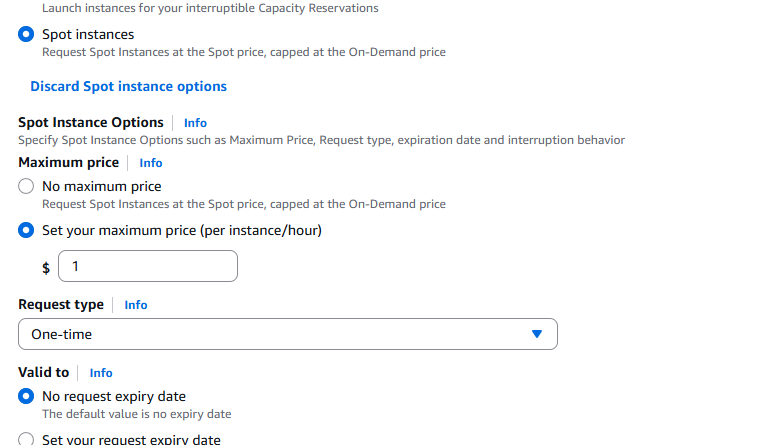 Launch instances for your interruptible Capacity Reservations
Spot instances
Request Spot Instances at the Spot price, capped at the On-Demand price
Discard Spot instance options
Spot Instance Options Info
Specify Spot Instance Options such as Maximum Price, Request type, expiration date and interruption behavior
Maximum price Info
No maximum price
Request Spot Instances at the Spot price, capped at the On-Demand price
Set your maximum price (per instance/hour)
$ 1
Request type Info
One-time
Valid to Info
No request expiry date
The default value is no expiry date
Set your request expiry date